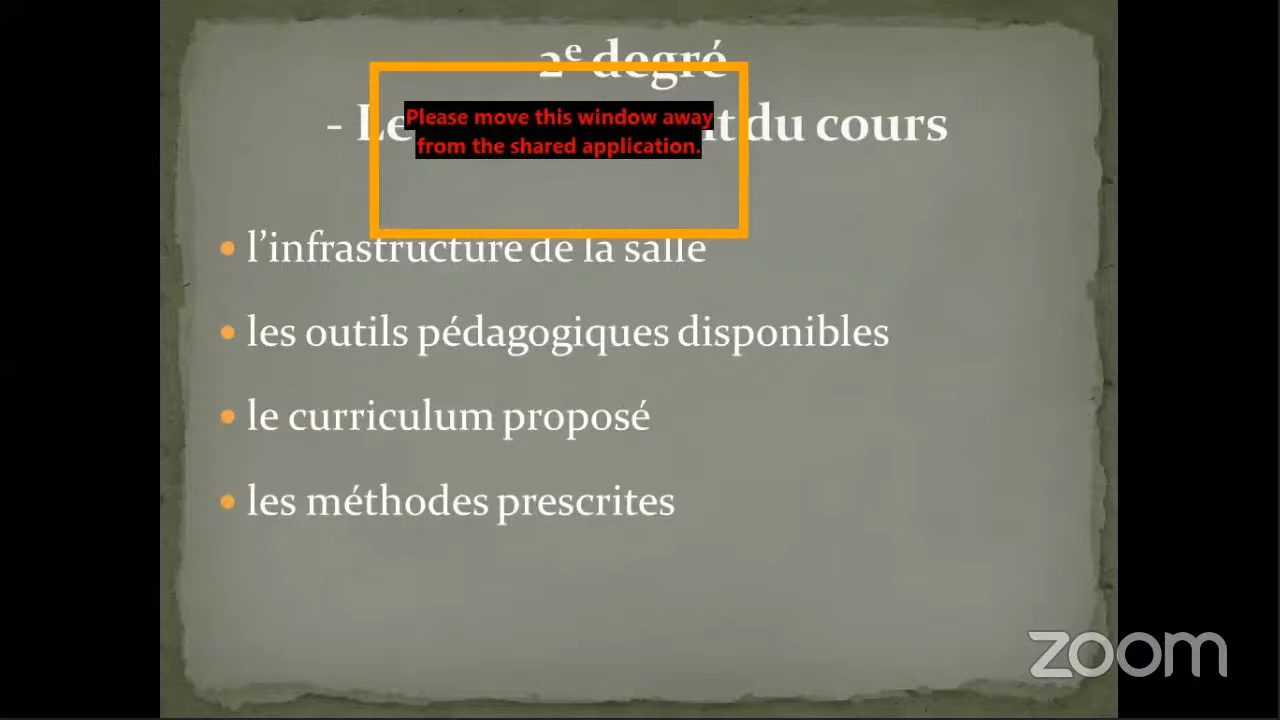 2e degré
- Le
Please move this window away
from the shared application.
du cours
• l’infrastructure de la salle
• les outils pédagogiques disponibles
• le curriculum proposé
• les méthodes prescrites
zoom